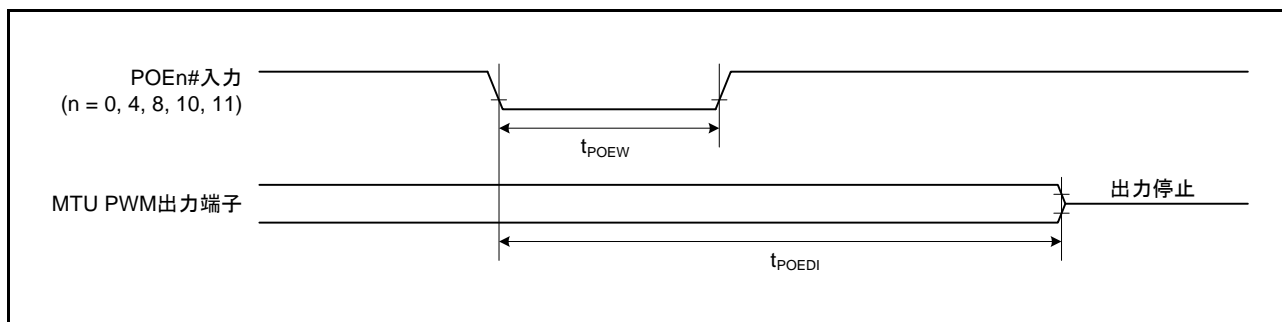 POEn#入力
(n = 0, 4, 8, 10, 11)
tPOEW
MTU PWM出力端子
出力停止
tPOEDI